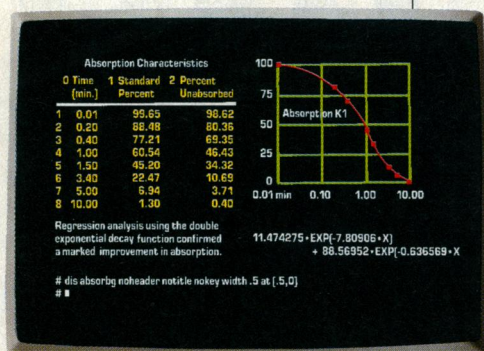 Absorption Characteristics
0 Time 1 Standard 2 Percent
(min.) Percent Unabsorbed
1 0.01 99.65 98.62
2 0.20 88.48 80.36
3 0.40 77.21 69.35
4 1.00 60.54 46.43
5 1.50 45.20 34.32
6 3.40 22.47 10.69
7 5.00 6.94 3.71
8 10.00 1.30 0.40
Regression analysis using the double
exponential decay function confirmed
a marked improvement in absorption.
100
75
Absorption K1
50
25
0
0.01 min 0.10 1.00 10.00
11.474275*EXP(-7.80906*X)
+ 88.56952*EXP(-0.636569*X
# dis absorbg noheader notitle nokey width .5 at (.5,0)
#